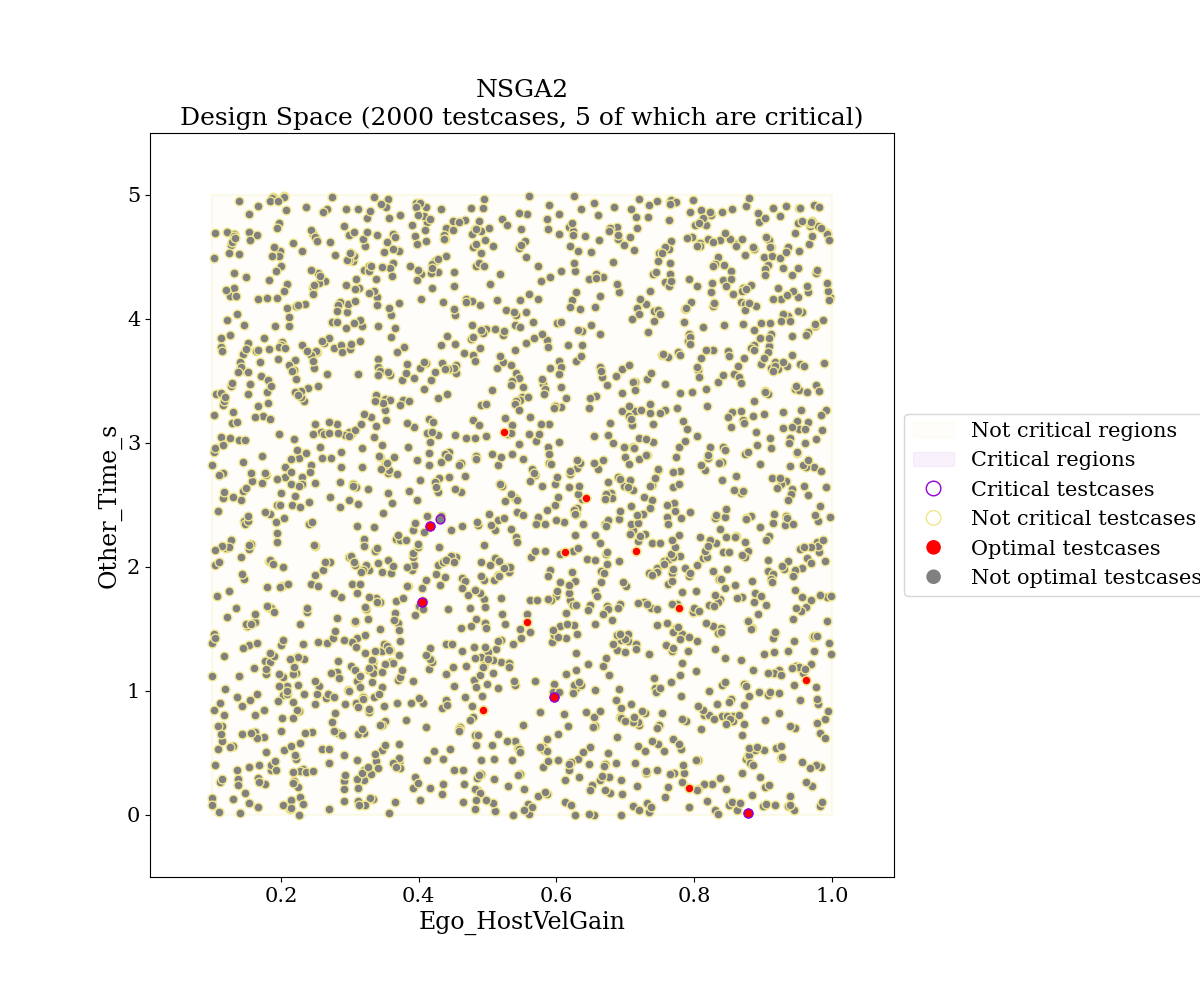 NSGA2
Design Space (2000 testcases, 5 of which are critical)
Other_Time_s
5
4
3
2
1
0
0.2
0.4
0.6
0.8
1.0
Ego_HostVelGain
Not critical regions
Critical regions
Critical testcases
Not critical testcases
Optimal testcases
Not optimal testcases